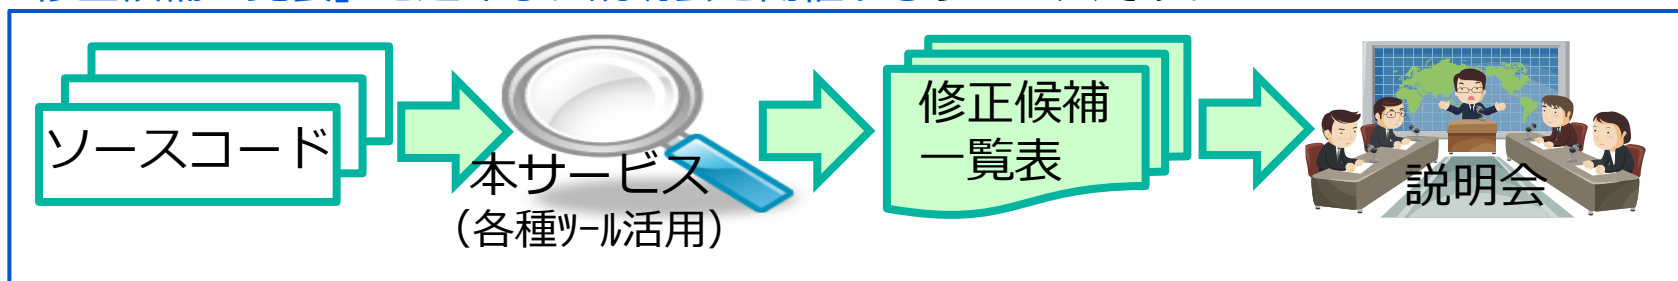 ソースコード
本サービス
（各種ﾂｰﾙ活用）
修正候補
一覧表
説明会